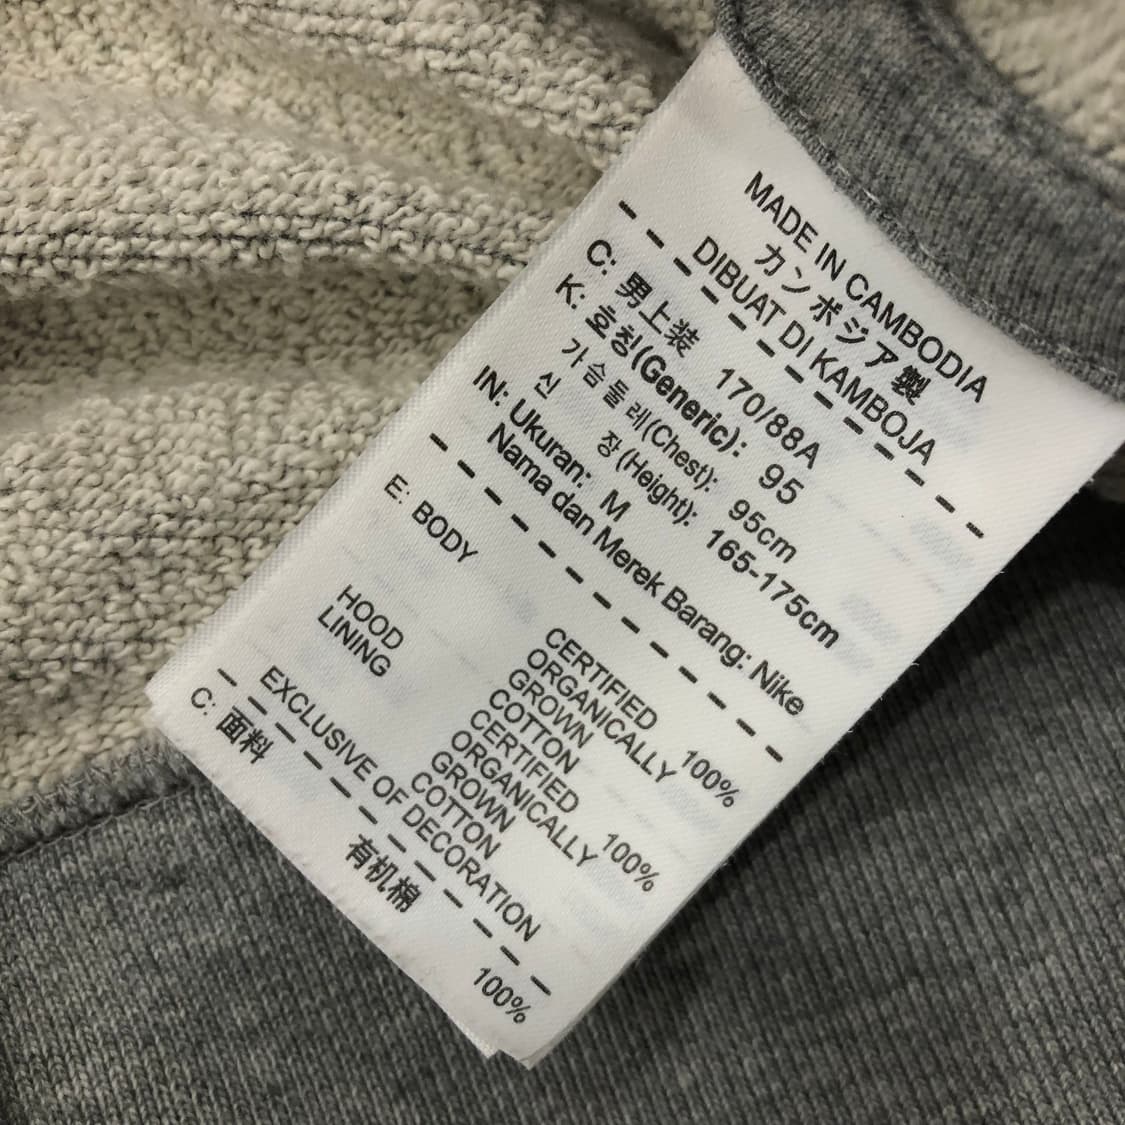 MADE IN CAMBODIA
カンボジア製
DIBUAT DI KAMBOJA
C: 男上装 170/88A
K: 호칭(Generic): 95
가슴둘레(Chest): 95cm
신 장(Height): 165-175cm
IN: Ukuran: M
Nama dan Merek Barang: Nike
E: BODY
CERTIFIED
ORGANICALLY
GROWN
COTTON 100%
HOOD
LINING
CERTIFIED
ORGANICALLY
GROWN
COTTON 100%
EXCLUSIVE OF DECORATION
C: 面料 有机棉 100%